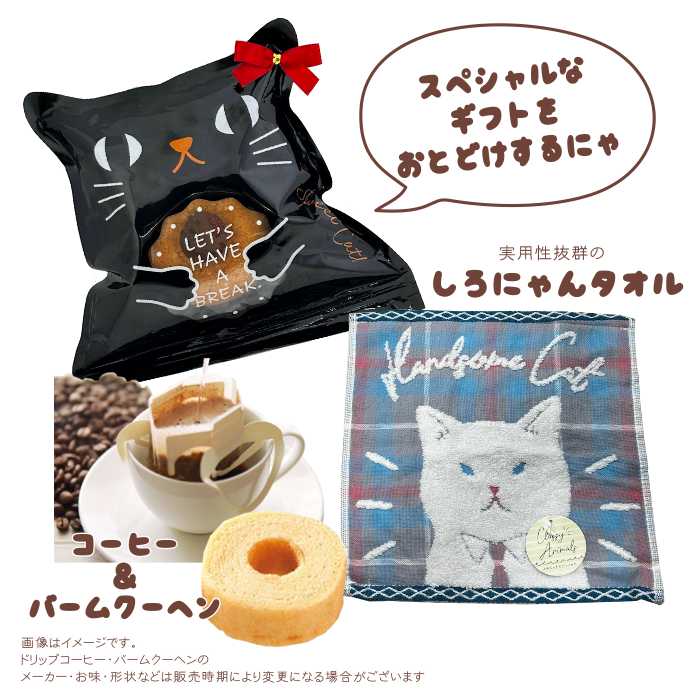 スペシャルな
ギフトを
おとどけするにゃ
Sweet Cat!
LET'S
HAVE
A
BREAK.
実用性抜群の
しろにゃんタオル
Handsome Cat
Classy
Animals
コーヒー
&
バームクーヘン
画像はイメージです。
ドリップコーヒー・バームクーヘンの
メーカー・お味・形状などは販売時期により変更になる場合がございます